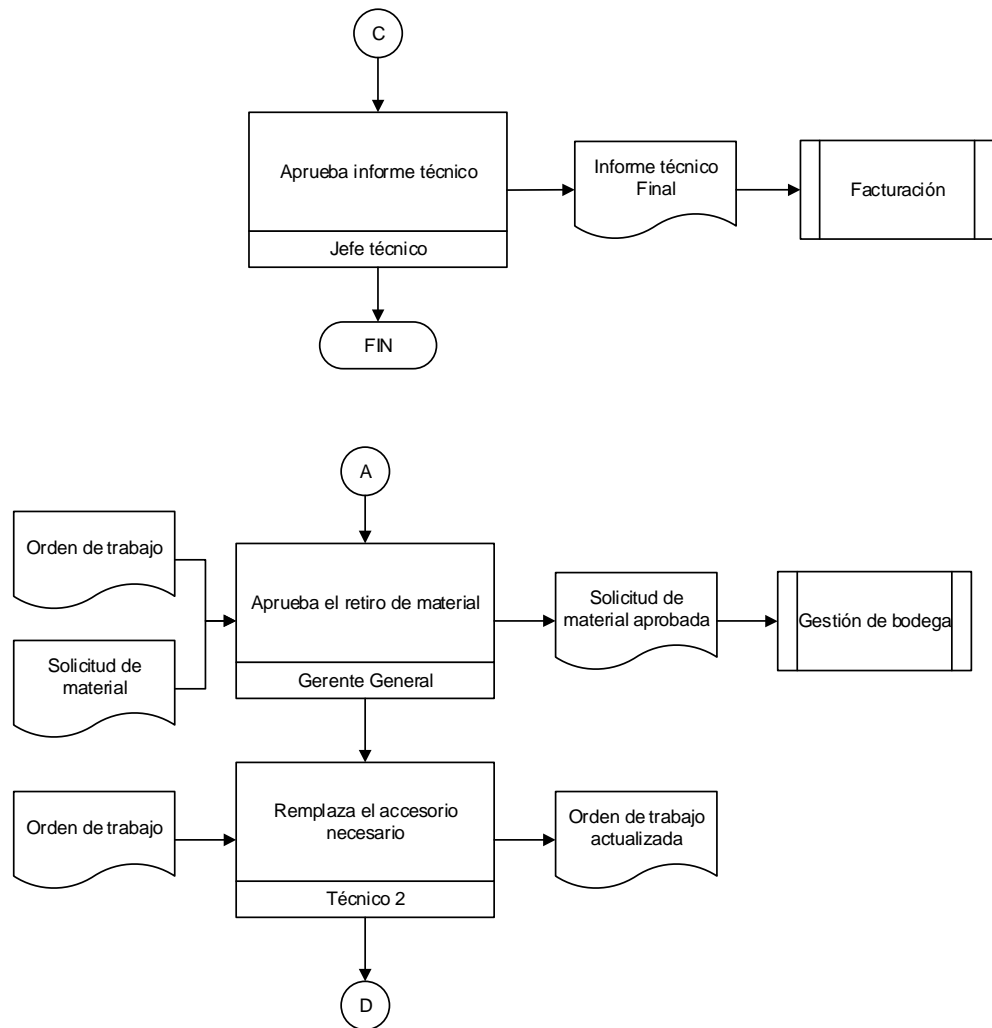 C
Aprueba informe técnico
Jefe técnico
Informe técnico
Final
Facturación
FIN
A
Orden de trabajo
Solicitud de
material
Aprueba el retiro de material
Gerente General
Solicitud de
material aprobada
Gestión de bodega
Orden de trabajo
Remplaza el accesorio
necesario
Técnico 2
Orden de trabajo
actualizada
D